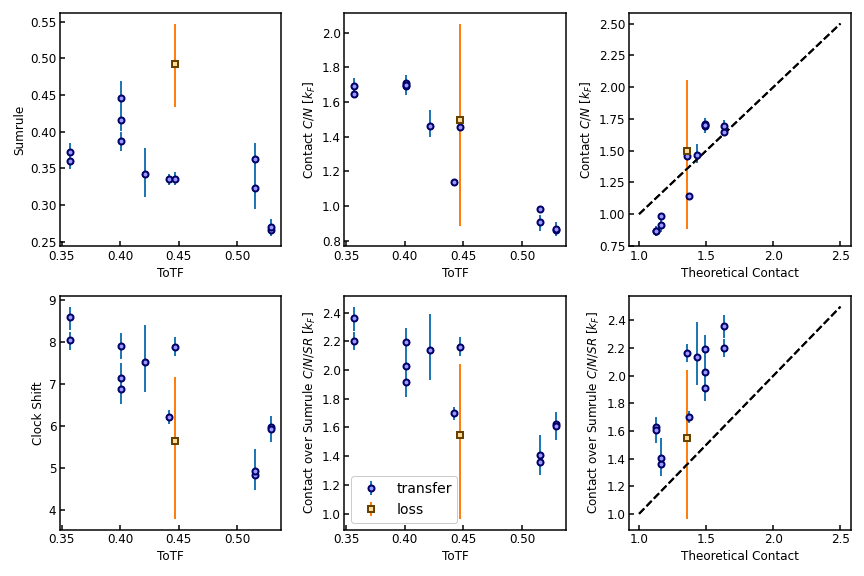 0.55
0.50
0.45
0.40
0.35
0.30
0.25
Sumrule
0.35 0.40 0.45 0.50
ToTF
2.0
1.8
1.6
1.4
1.2
1.0
0.8
Contact C/N [k_F]
0.35 0.40 0.45 0.50
ToTF
2.50
2.25
2.00
1.75
1.50
1.25
1.00
0.75
Contact C/N [k_F]
1.0 1.5 2.0 2.5
Theoretical Contact
9
8
7
6
5
4
Clock Shift
0.35 0.40 0.45 0.50
ToTF
2.4
2.2
2.0
1.8
1.6
1.4
1.2
1.0
Contact over Sumrule C/N/SR [k_F]
transfer
loss
0.35 0.40 0.45 0.50
ToTF
2.4
2.2
2.0
1.8
1.6
1.4
1.2
1.0
Contact over Sumrule C/N/SR [k_F]
1.0 1.5 2.0 2.5
Theoretical Contact